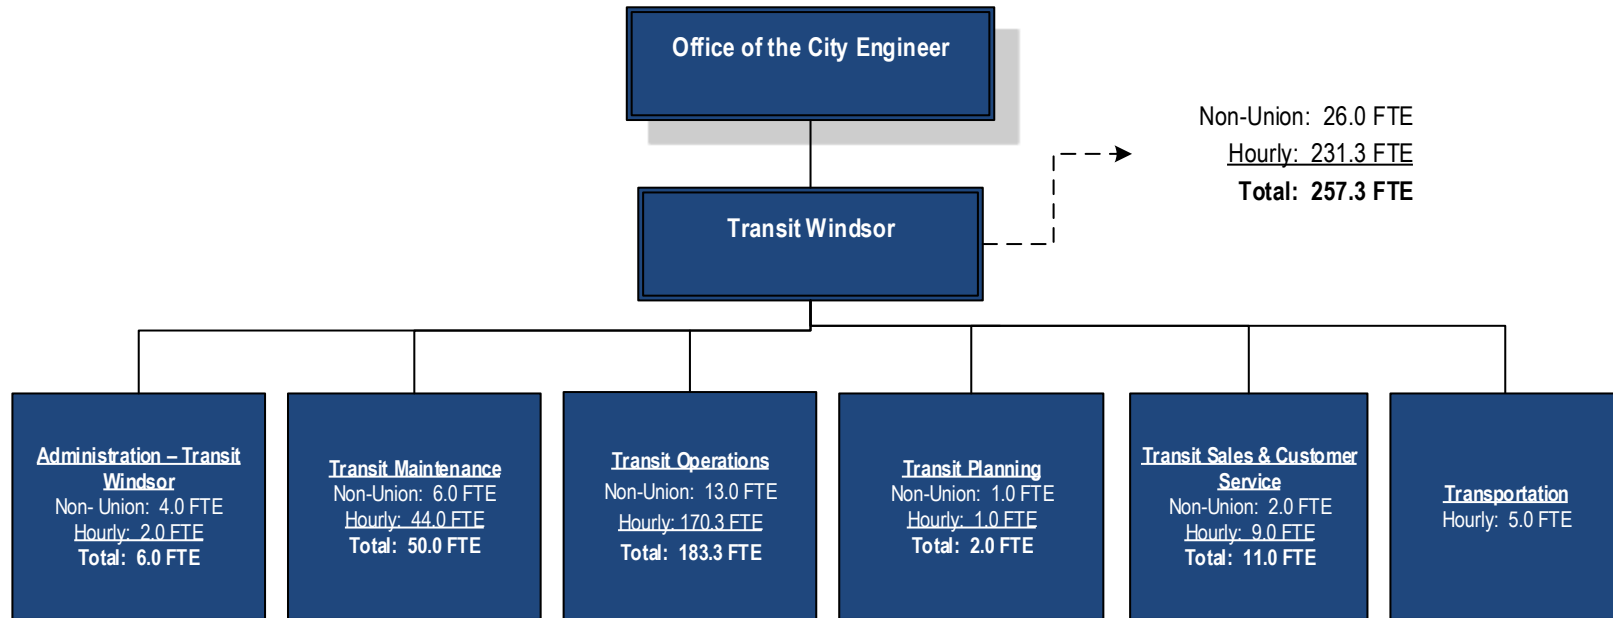 Office of the City Engineer
Non-Union: 26.0 FTE
Hourly: 231.3 FTE
Total: 257.3 FTE
Transit Windsor
Administration – Transit
Windsor
Non- Union: 4.0 FTE
Hourly: 2.0 FTE
Total: 6.0 FTE
Transit Maintenance
Non-Union: 6.0 FTE
Hourly: 44.0 FTE
Total: 50.0 FTE
Transit Operations
Non-Union: 13.0 FTE
Hourly: 170.3 FTE
Total: 183.3 FTE
Transit Planning
Non-Union: 1.0 FTE
Hourly: 1.0 FTE
Total: 2.0 FTE
Transit Sales & Customer
Service
Non-Union: 2.0 FTE
Hourly: 9.0 FTE
Total: 11.0 FTE
Transportation
Hourly: 5.0 FTE